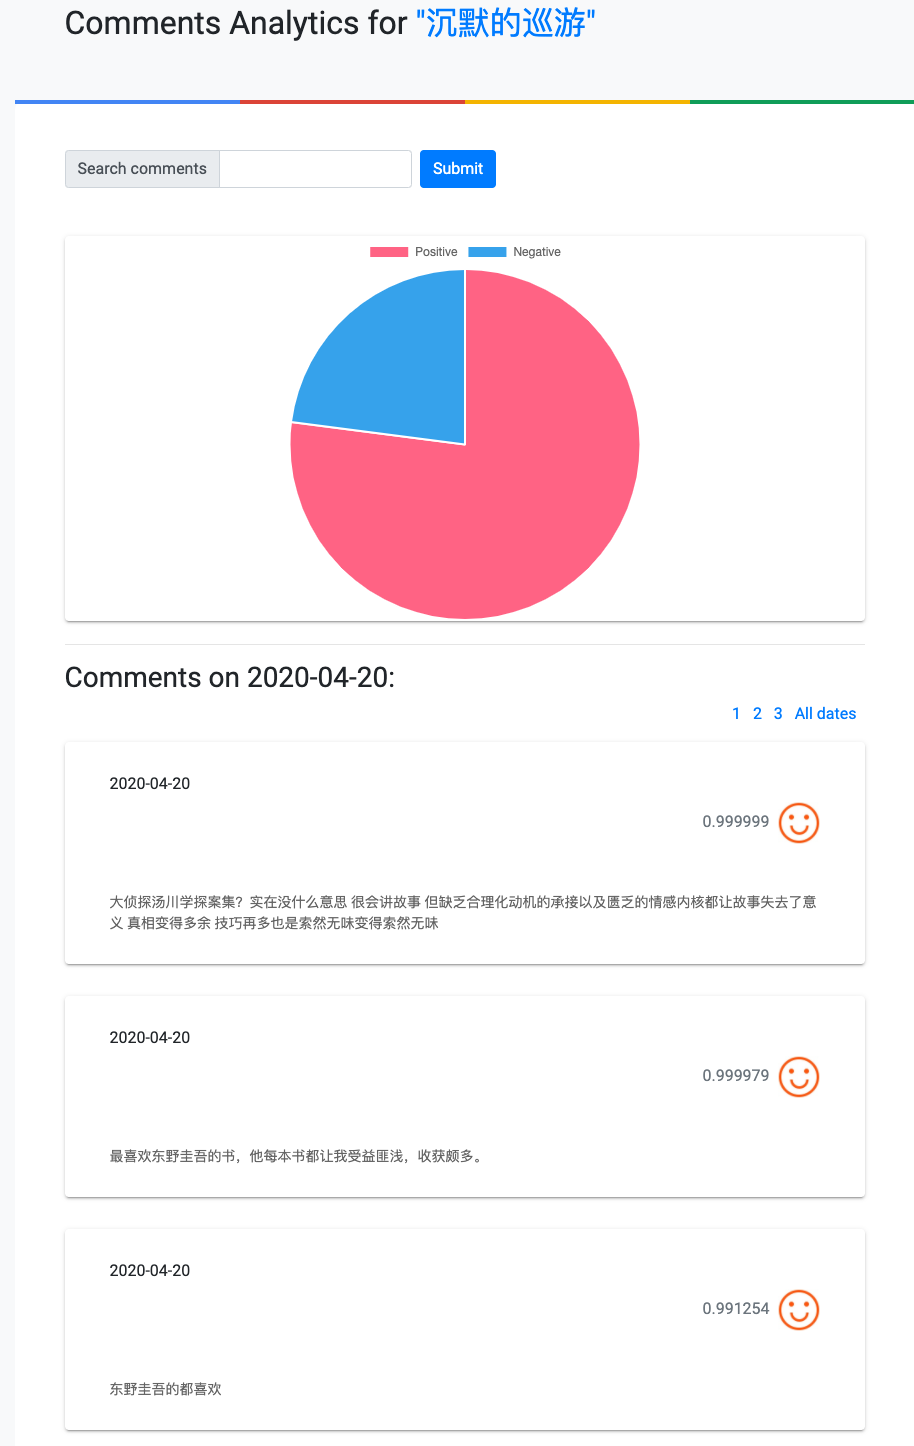 Comments Analytics for "沉默的巡游"
Search comments
Submit
Positive Negative
Comments on 2020-04-20:
1 2 3 All dates
2020-04-20
0.999999
大侦探汤川学探案集？实在没什么意思 很会讲故事 但缺乏合理化动机的承接以及匮乏的情感内核都让故事失去了意
义 真相变得多余 技巧再多也是索然无味变得索然无味
2020-04-20
0.999979
最喜欢东野圭吾的书，他每本书都让我受益匪浅，收获颇多。
2020-04-20
0.991254
东野圭吾的都喜欢